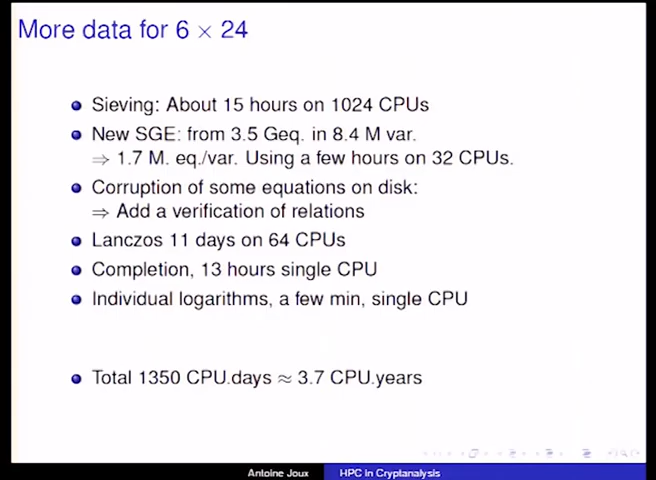 More data for 6 × 24
Sieving: About 15 hours on 1024 CPUs
New SGE: from 3.5 Geq. in 8.4 M var.
⇒ 1.7 M. eq./var. Using a few hours on 32 CPUs.
Corruption of some equations on disk:
⇒ Add a verification of relations
Lanczos 11 days on 64 CPUs
Completion, 13 hours single CPU
Individual logarithms, a few min, single CPU
Total 1350 CPU.days ≈ 3.7 CPU.years
Antoine Joux HPC in Cryptanalysis